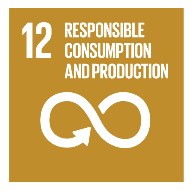 12 RESPONSIBLE
CONSUMPTION
AND PRODUCTION